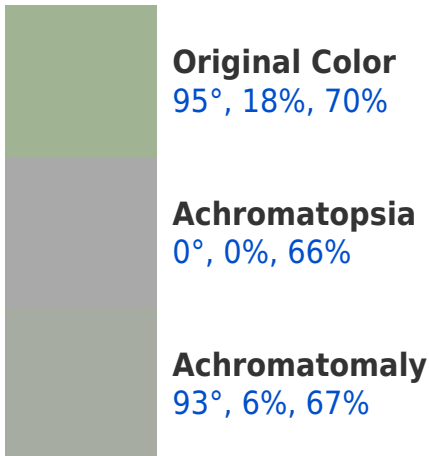 Original Color
95°, 18%, 70%
Achromatopsia
0°, 0%, 66%
Achromatomaly
93°, 6%, 67%